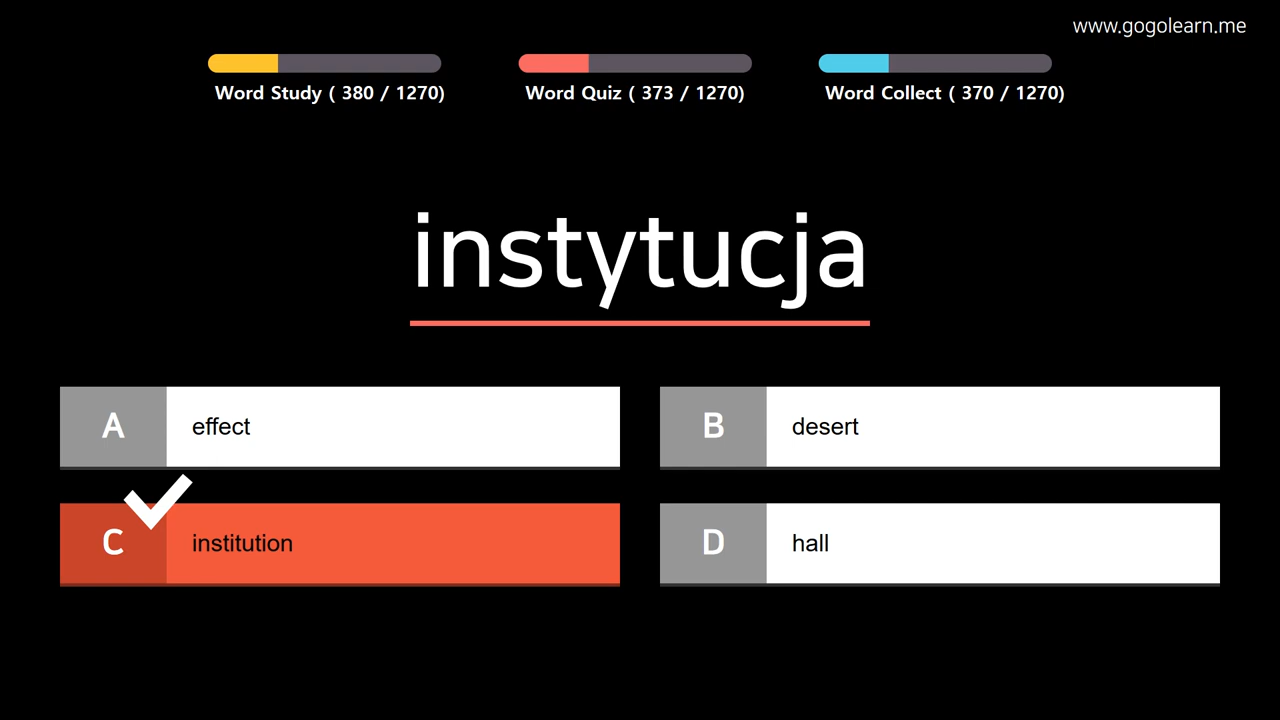 www.gogolearn.me
Word Study ( 380 / 1270)
Word Quiz ( 373 / 1270)
Word Collect ( 370 / 1270)
instytucja
A effect
B desert
C institution
D hall